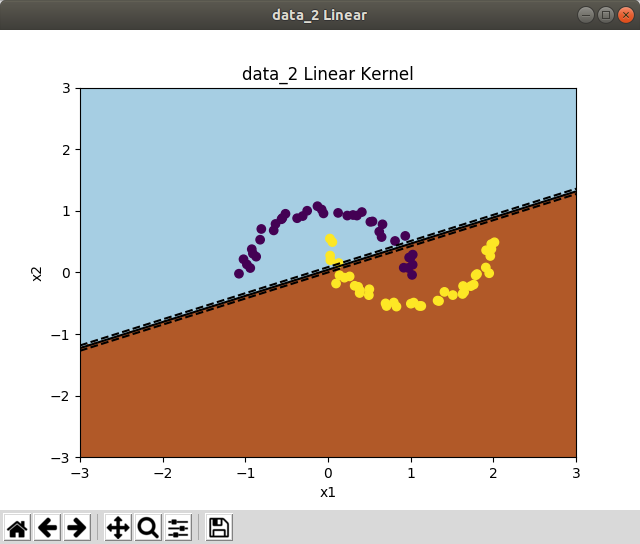 data_2 Linear
data_2 Linear Kernel
3
2
1
0
−1
−2
−3
x2
−3 −2 −1 0 1 2 3
x1